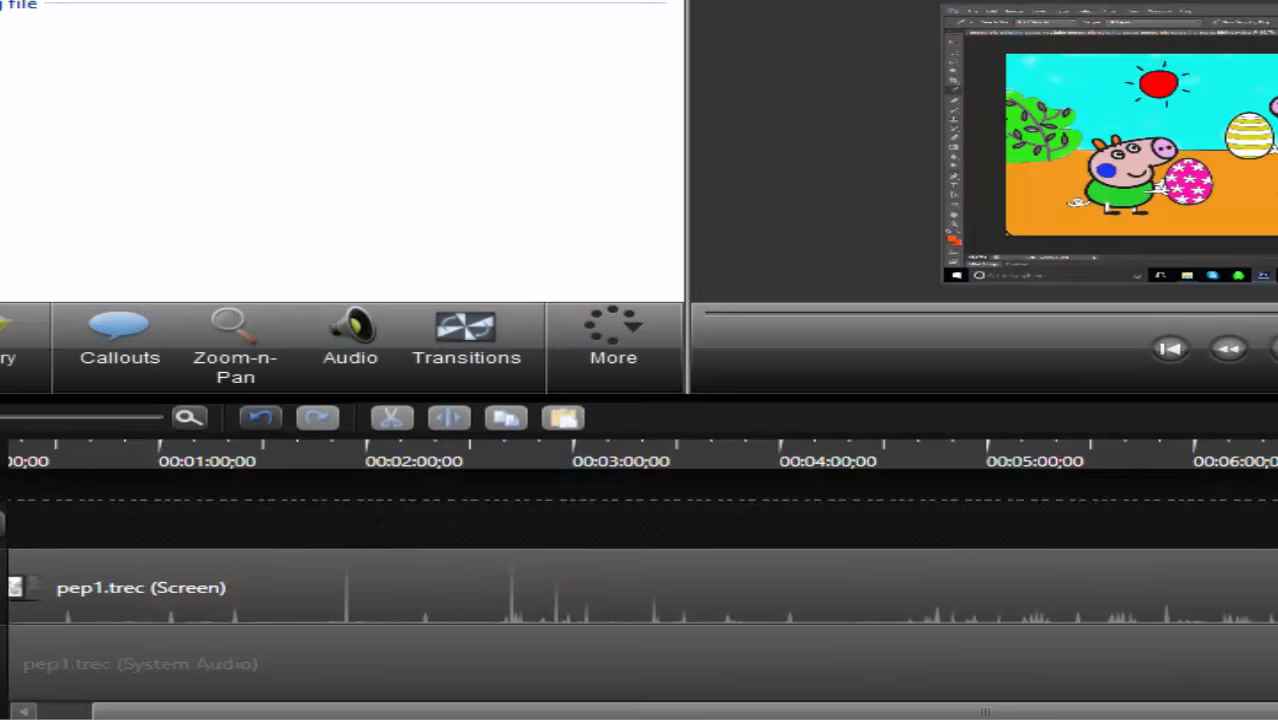 g file
ry
Callouts
Zoom-n-
Pan
Audio
Transitions
More
00;00
00:01:00;00
00:02:00;00
00:03:00;00
00:04:00;00
00:05:00;00
00:06:00;0
pep1.trec (Screen)
pep1.trec (System Audio)